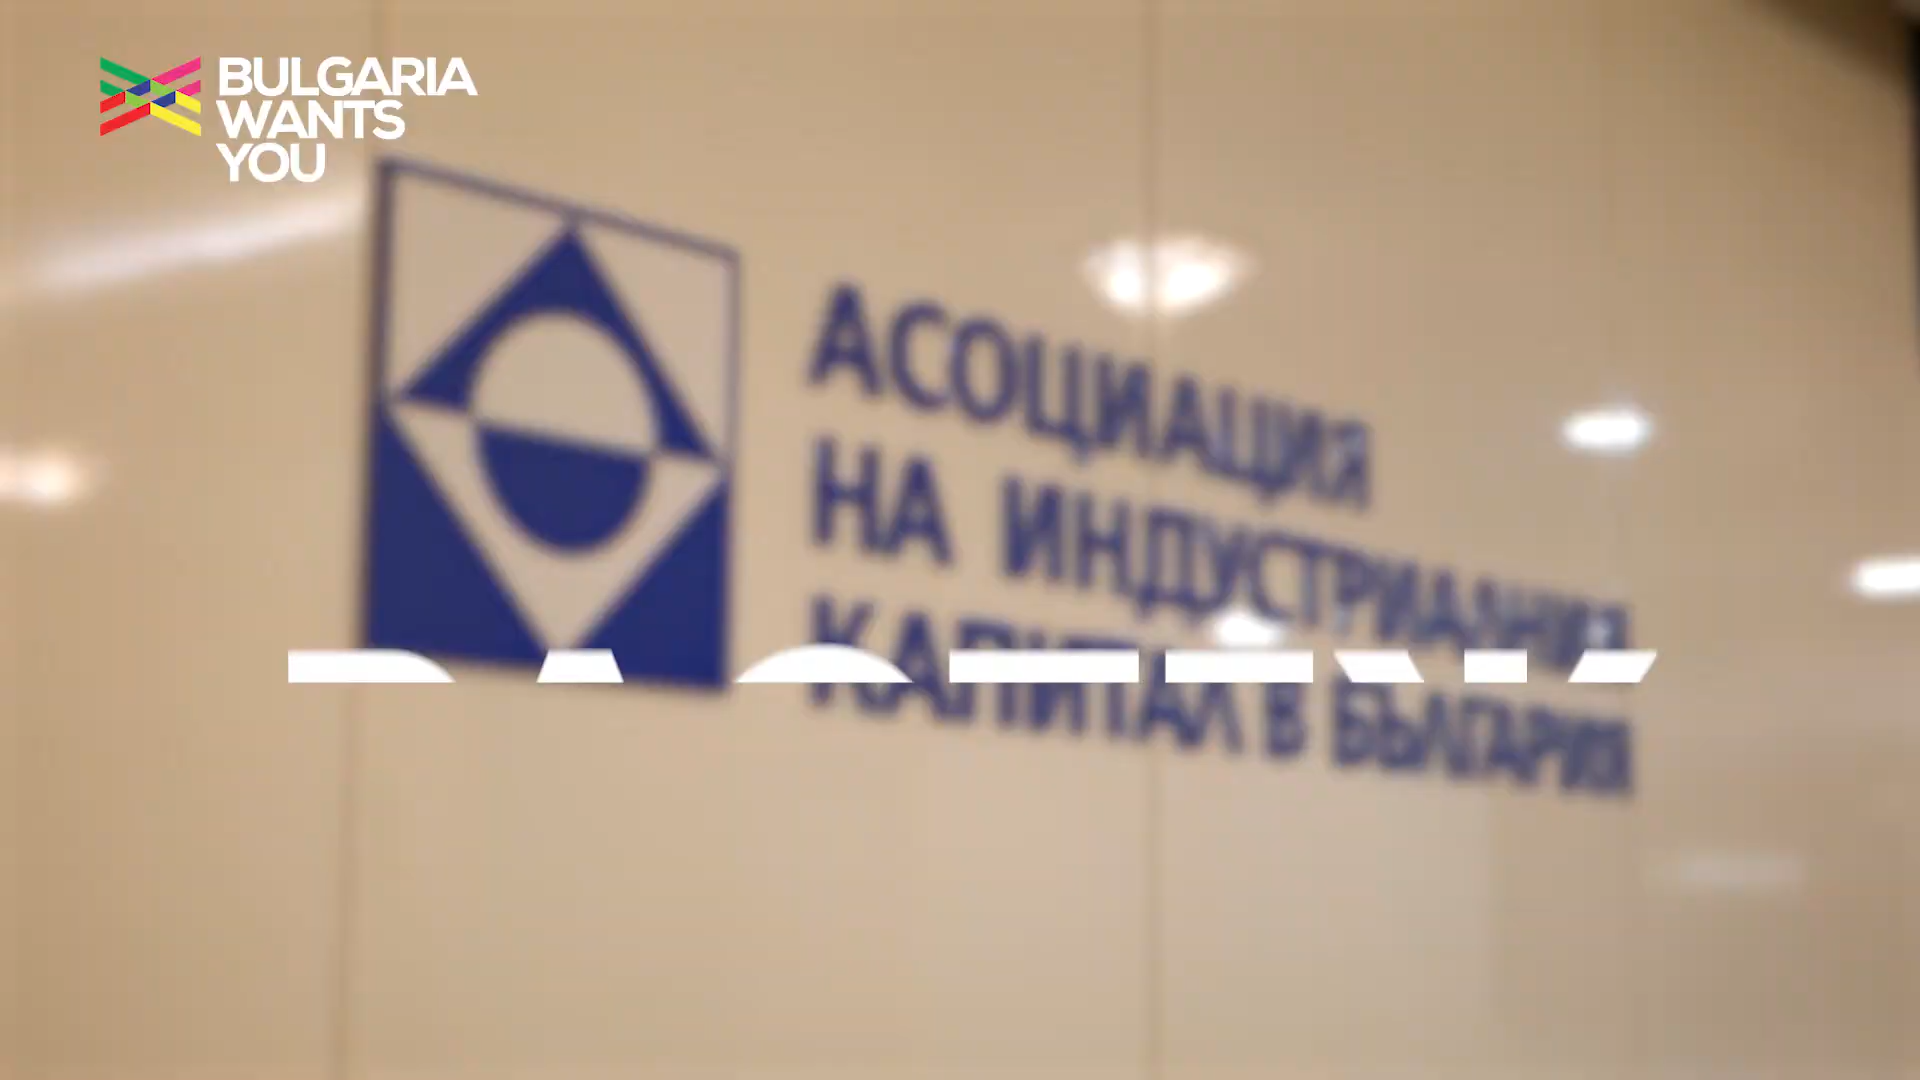 BULGARIA
WANTS
YOU
АСОЦИАЦИЯ
НА ИНДУСТРИАЛНИЯ
КАПИТАЛ В БЪЛГАРИЯ